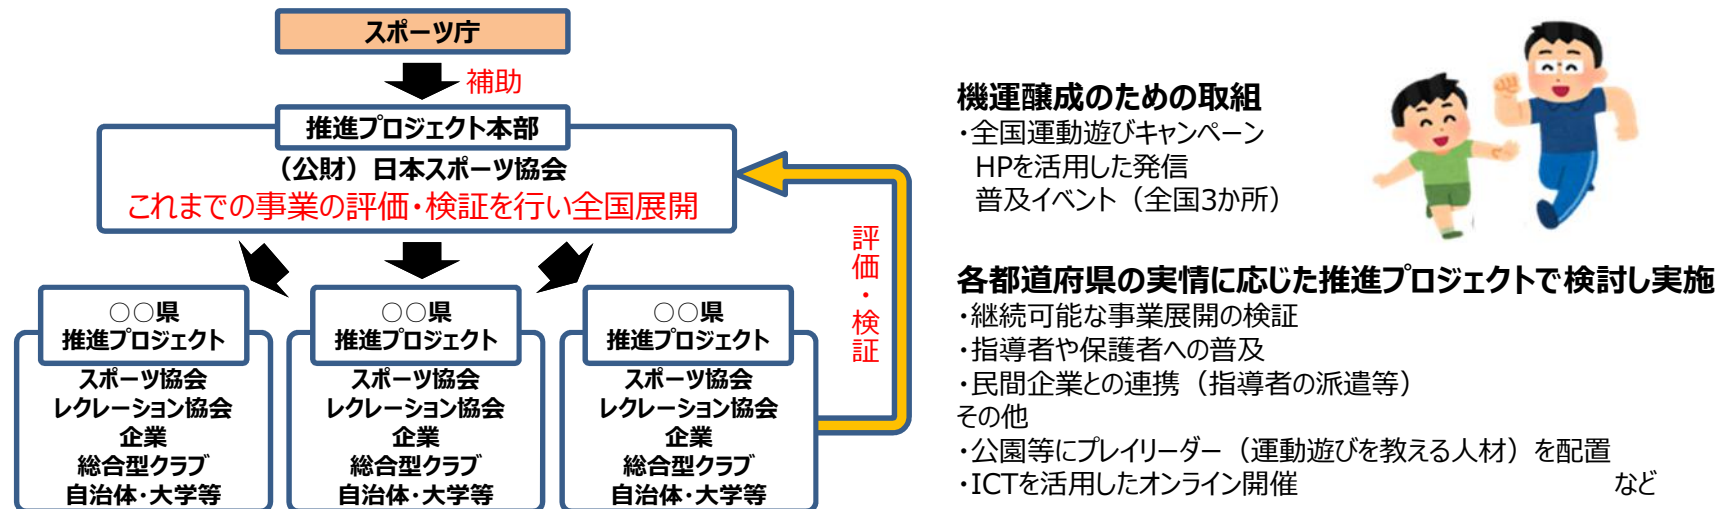 スポーツ庁
補助
推進プロジェクト本部
（公財）日本スポーツ協会
これまでの事業の評価・検証を行い全国展開
評価・検証
○○県
推進プロジェクト
スポーツ協会
レクレーション協会
企業
総合型クラブ
自治体・大学等
○○県
推進プロジェクト
スポーツ協会
レクレーション協会
企業
総合型クラブ
自治体・大学等
○○県
推進プロジェクト
スポーツ協会
レクレーション協会
企業
総合型クラブ
自治体・大学等
機運醸成のための取組
・全国運動遊びキャンペーン
HPを活用した発信
普及イベント（全国3か所）
各都道府県の実情に応じた推進プロジェクトで検討し実施
・継続可能な事業展開の検証
・指導者や保護者への普及
・民間企業との連携（指導者の派遣等）
その他
・公園等にプレイリーダー（運動遊びを教える人材）を配置
・ICTを活用したオンライン開催　など